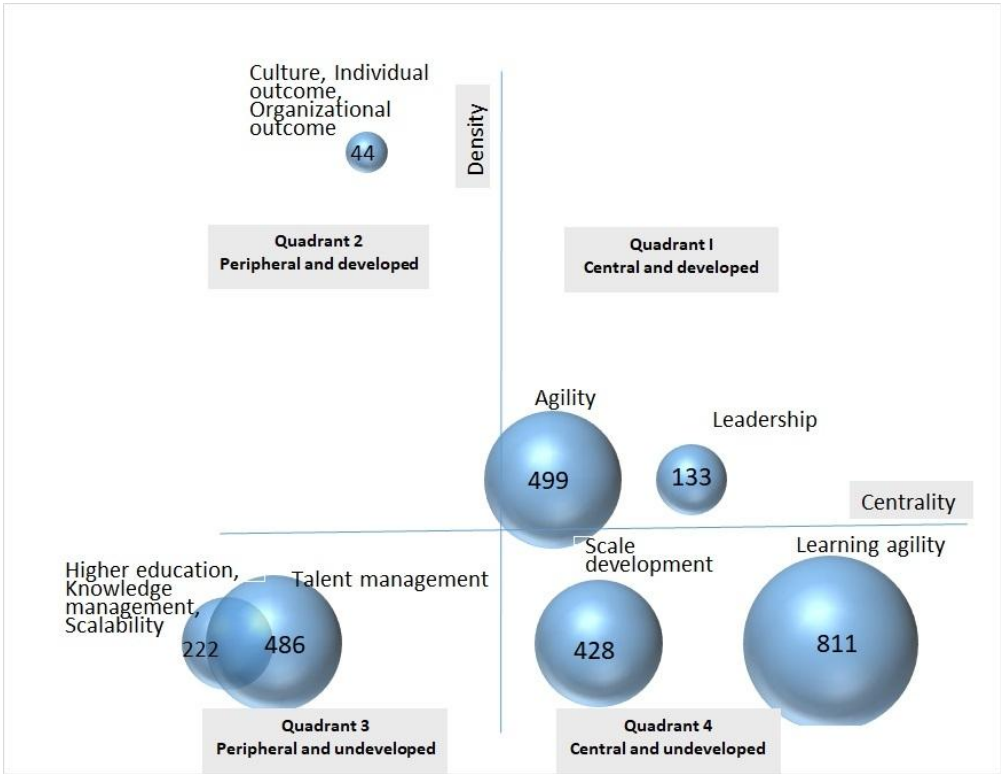 Culture, Individual
outcome,
Organizational
outcome
44
Density
Quadrant 2
Peripheral and developed
Quadrant I
Central and developed
Agility
499
Leadership
133
Centrality
Higher education,
Knowledge
management,
Scalability
222
Talent management
486
Scale
development
428
Learning agility
811
Quadrant 3
Peripheral and undeveloped
Quadrant 4
Central and undeveloped